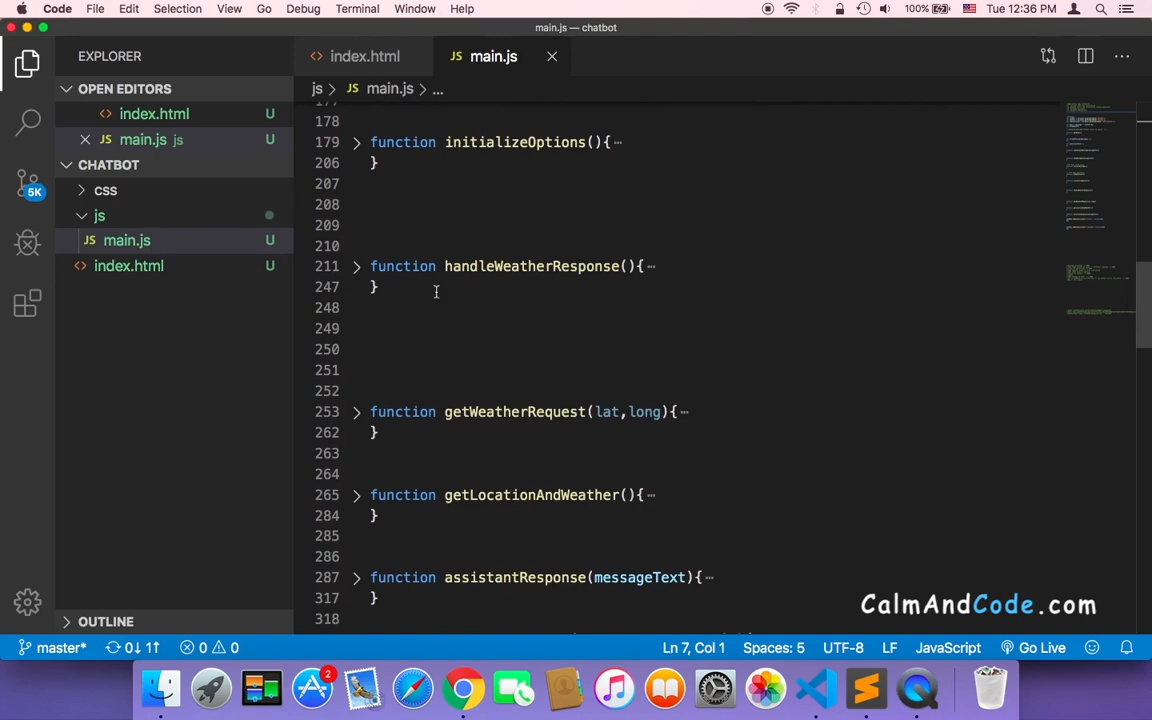 Code File Edit Selection View Go Debug Terminal Window Help 100% Tue 12:36 PM
main.js — chatbot
EXPLORER
index.html
JS main.js
OPEN EDITORS
js > JS main.js > ...
index.html U
main.js js U
CHATBOT
css
js
JS main.js U
index.html U
5K
OUTLINE
177
178
179 function initializeOptions(){⋯
206 }
207
208
209
210
211 function handleWeatherResponse(){⋯
247 }
248
249
250
251
252
253 function getWeatherRequest(lat,long){⋯
262 }
263
264
265 function getLocationAndWeather(){⋯
284 }
285
286
287 function assistantResponse(messageText){⋯
317 }
318
CalmAndCode.com
master* 0↓ 1↑ 0 0 Ln 7, Col 1 Spaces: 5 UTF-8 LF JavaScript Go Live
2